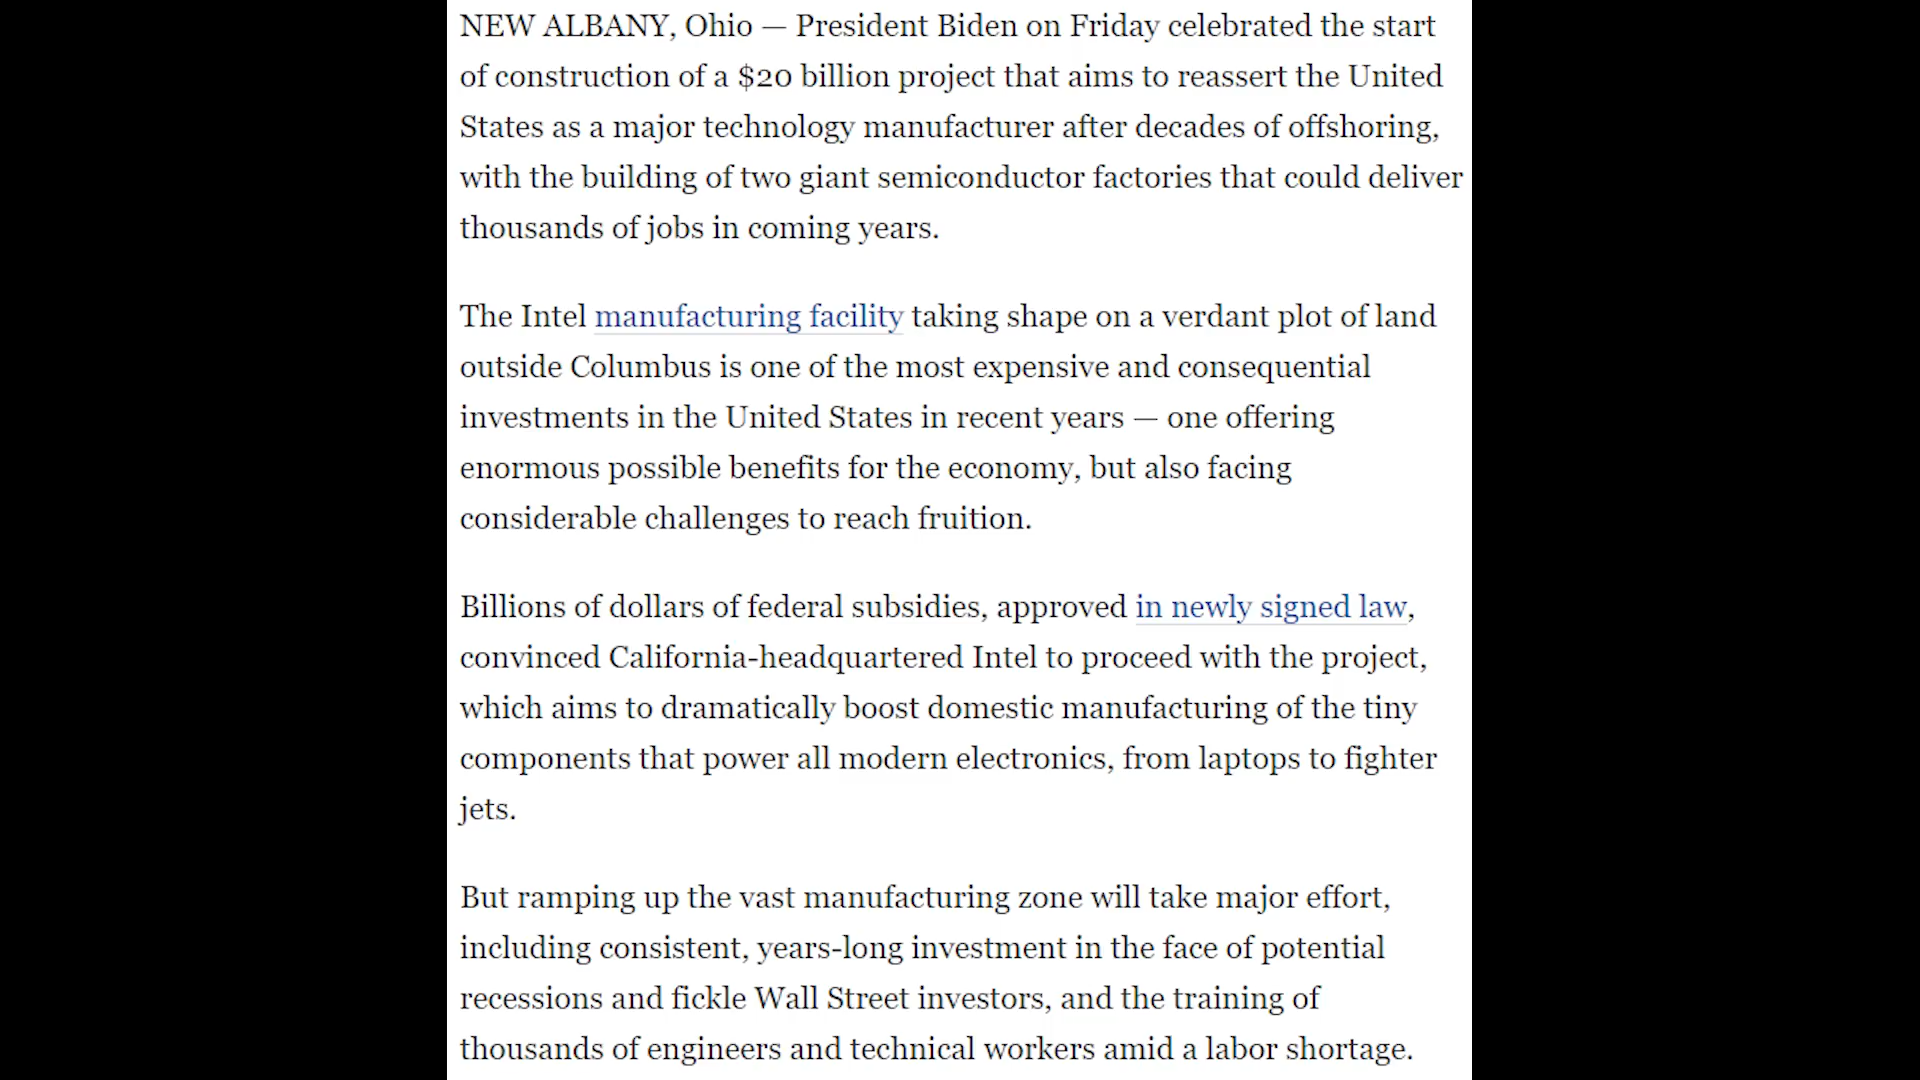 NEW ALBANY, Ohio — President Biden on Friday celebrated the start
of construction of a $20 billion project that aims to reassert the United
States as a major technology manufacturer after decades of offshoring,
with the building of two giant semiconductor factories that could deliver
thousands of jobs in coming years.
The Intel manufacturing facility taking shape on a verdant plot of land
outside Columbus is one of the most expensive and consequential
investments in the United States in recent years — one offering
enormous possible benefits for the economy, but also facing
considerable challenges to reach fruition.
Billions of dollars of federal subsidies, approved in newly signed law,
convinced California-headquartered Intel to proceed with the project,
which aims to dramatically boost domestic manufacturing of the tiny
components that power all modern electronics, from laptops to fighter
jets.
But ramping up the vast manufacturing zone will take major effort,
including consistent, years-long investment in the face of potential
recessions and fickle Wall Street investors, and the training of
thousands of engineers and technical workers amid a labor shortage.